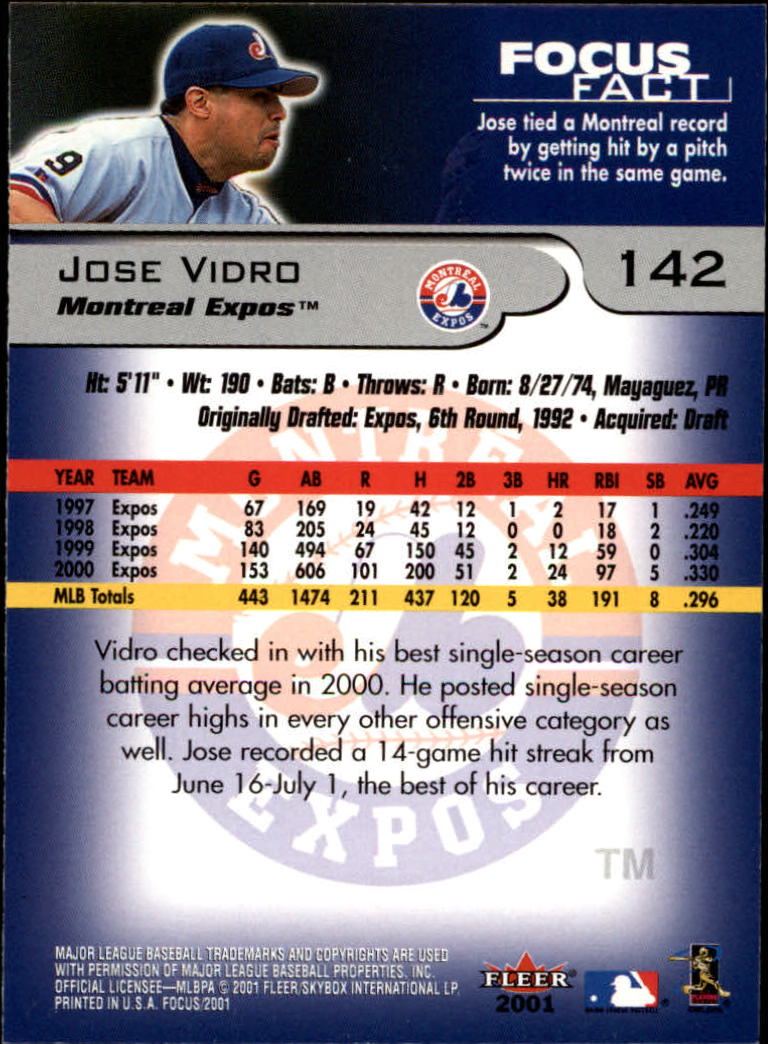 FOCUS
FACT
Jose tied a Montreal record
by getting hit by a pitch
twice in the same game.
9
JOSE VIDRO
Montreal Expos™
MONTREAL
EXPOS
TM
142
Ht: 5'11" • Wt: 190 • Bats: B • Throws: R • Born: 8/27/74, Mayaguez, PR
Originally Drafted: Expos, 6th Round, 1992 • Acquired: Draft
YEAR TEAM G AB R H 2B 3B HR RBI SB AVG
1997 Expos 67 169 19 42 12 1 2 17 1 .249
1998 Expos 83 205 24 45 12 0 0 18 2 .220
1999 Expos 140 494 67 150 45 2 12 59 0 .304
2000 Expos 153 606 101 200 51 2 24 97 5 .330
MLB Totals 443 1474 211 437 120 5 38 191 8 .296
MONTREAL
Vidro checked in with his best single-season career
batting average in 2000. He posted single-season
career highs in every other offensive category as
well. Jose recorded a 14-game hit streak from
June 16-July 1, the best of his career.
EXPOS
TM
MAJOR LEAGUE BASEBALL TRADEMARKS AND COPYRIGHTS ARE USED
WITH PERMISSION OF MAJOR LEAGUE BASEBALL PROPERTIES, INC.
OFFICIAL LICENSEE—MLBPA © 2001 FLEER/SKYBOX INTERNATIONAL LP.
PRINTED IN U.S.A. FOCUS/2001
FLEER
2001